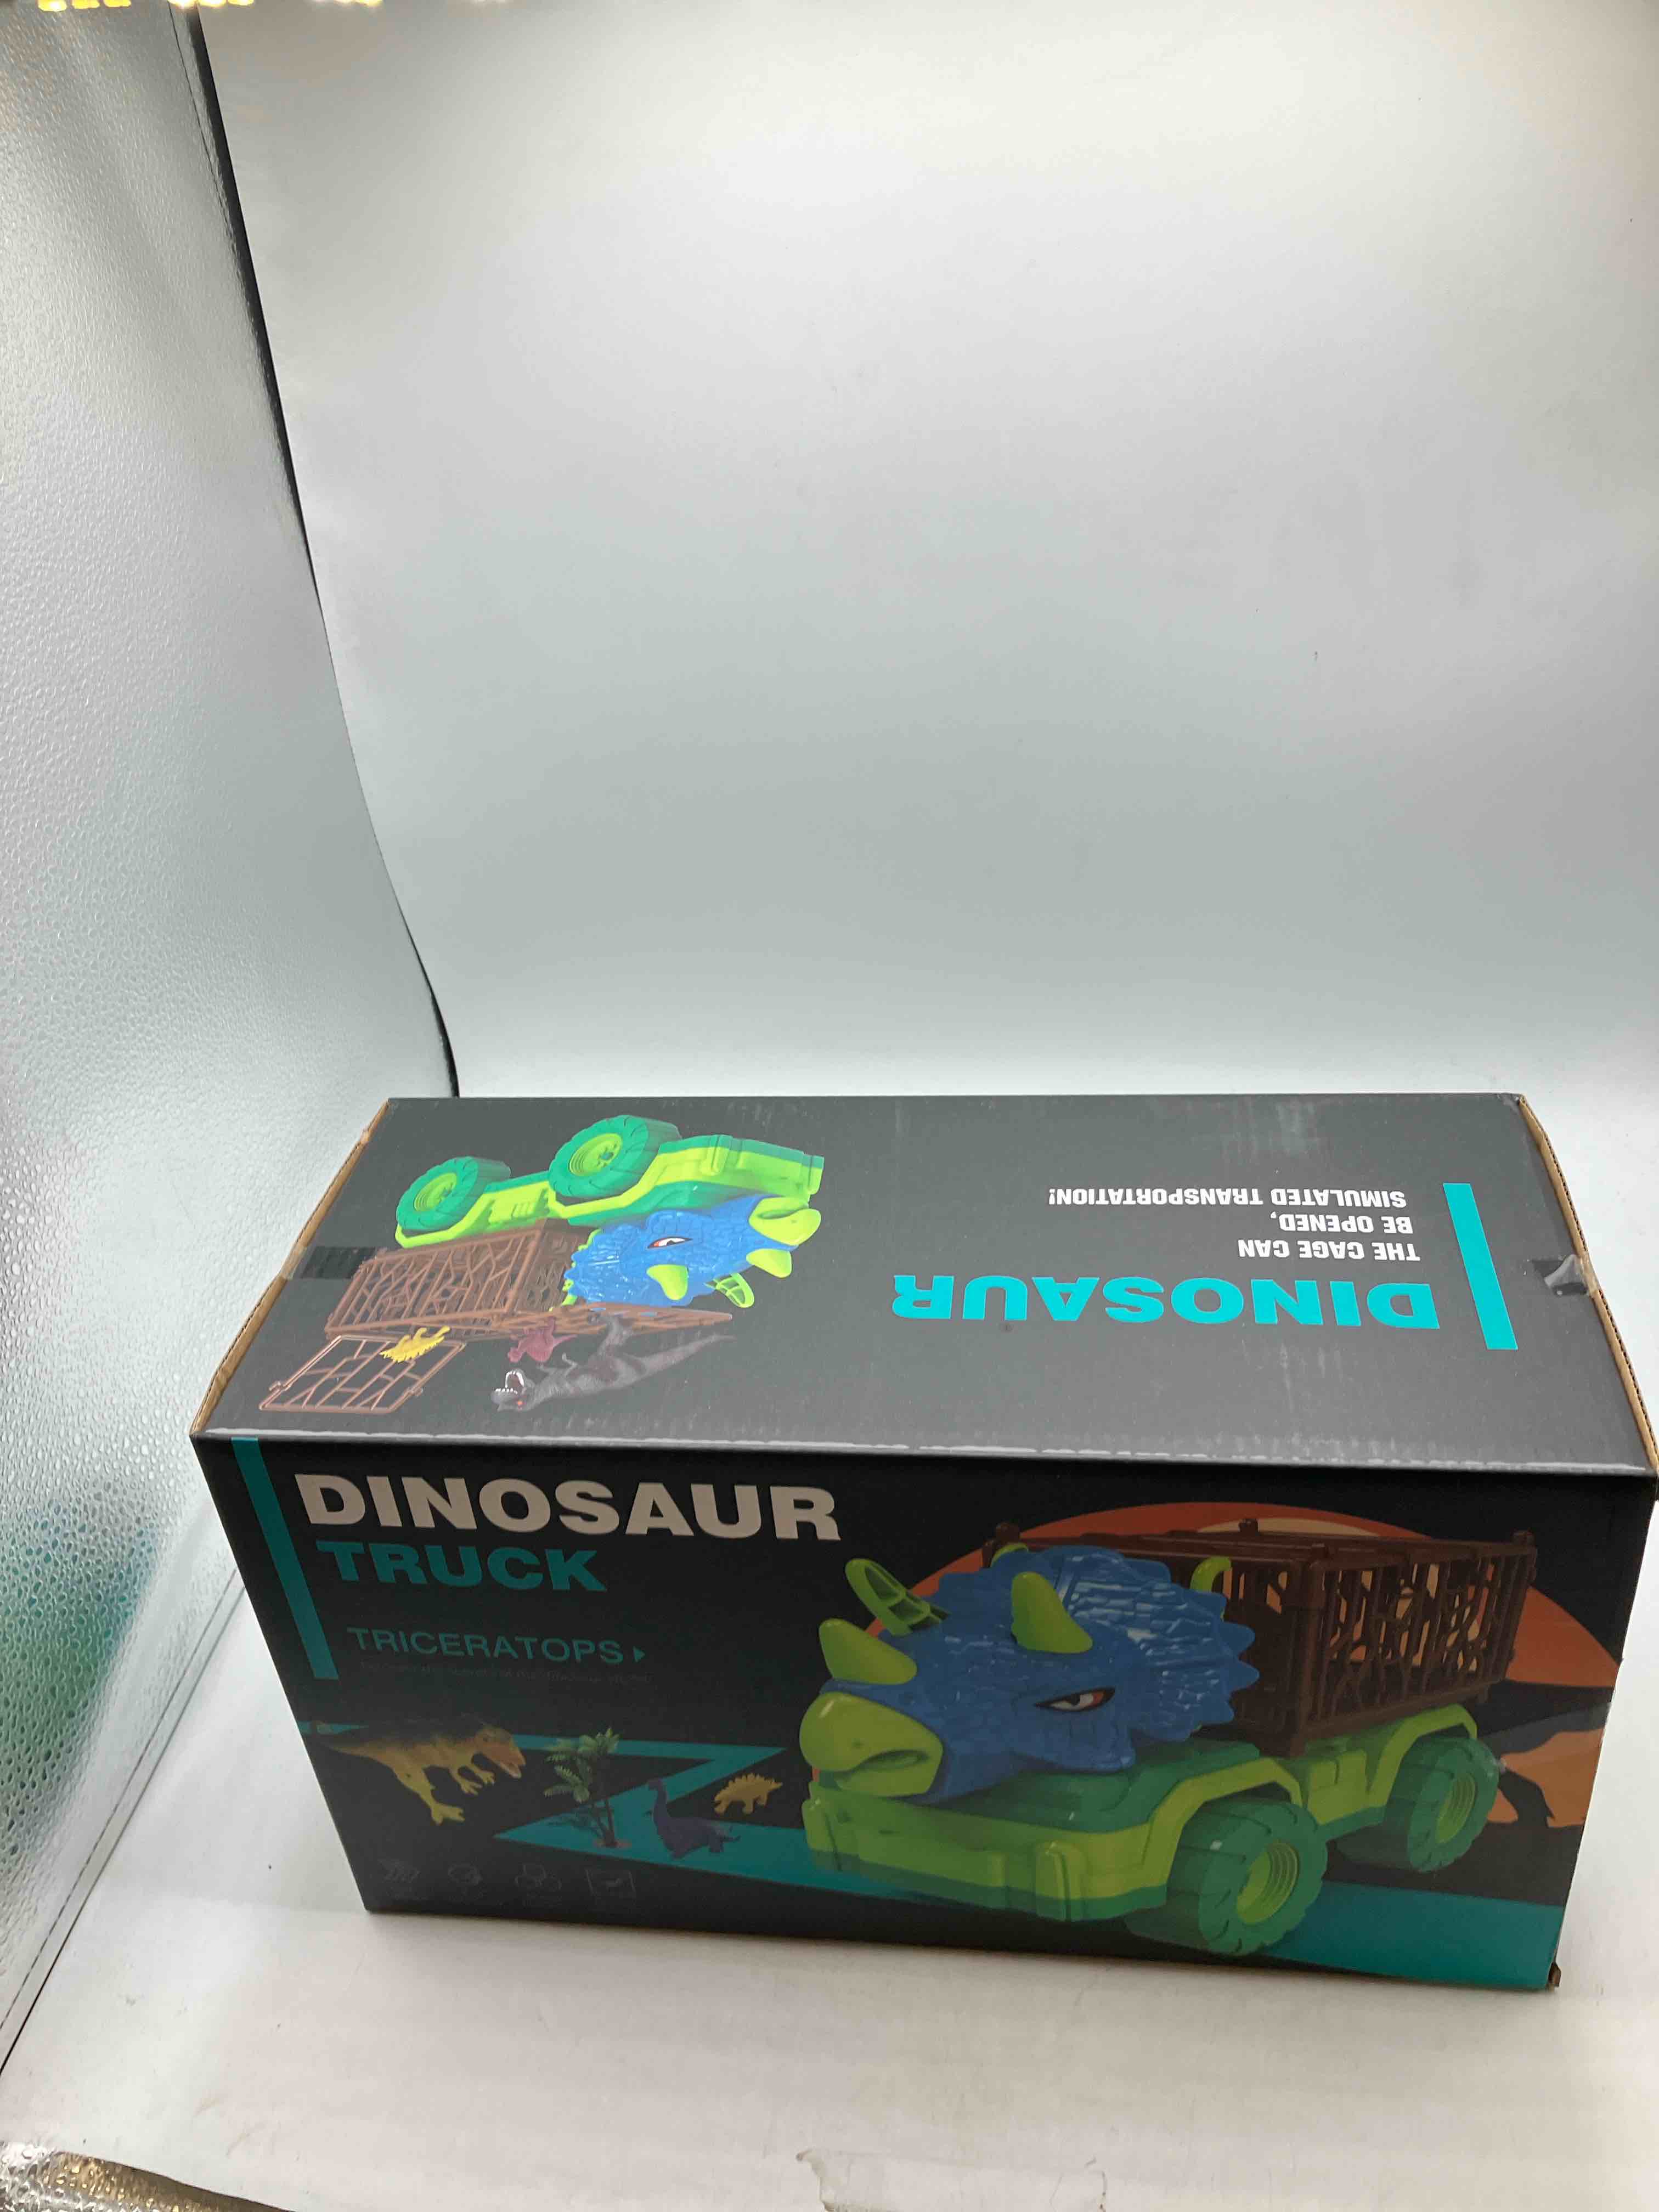 DINOSAUR
THE CAGE CAN
BE OPENED,
SIMULATED TRANSPORTATION!
DINOSAUR
TRUCK
TRICERATOPS